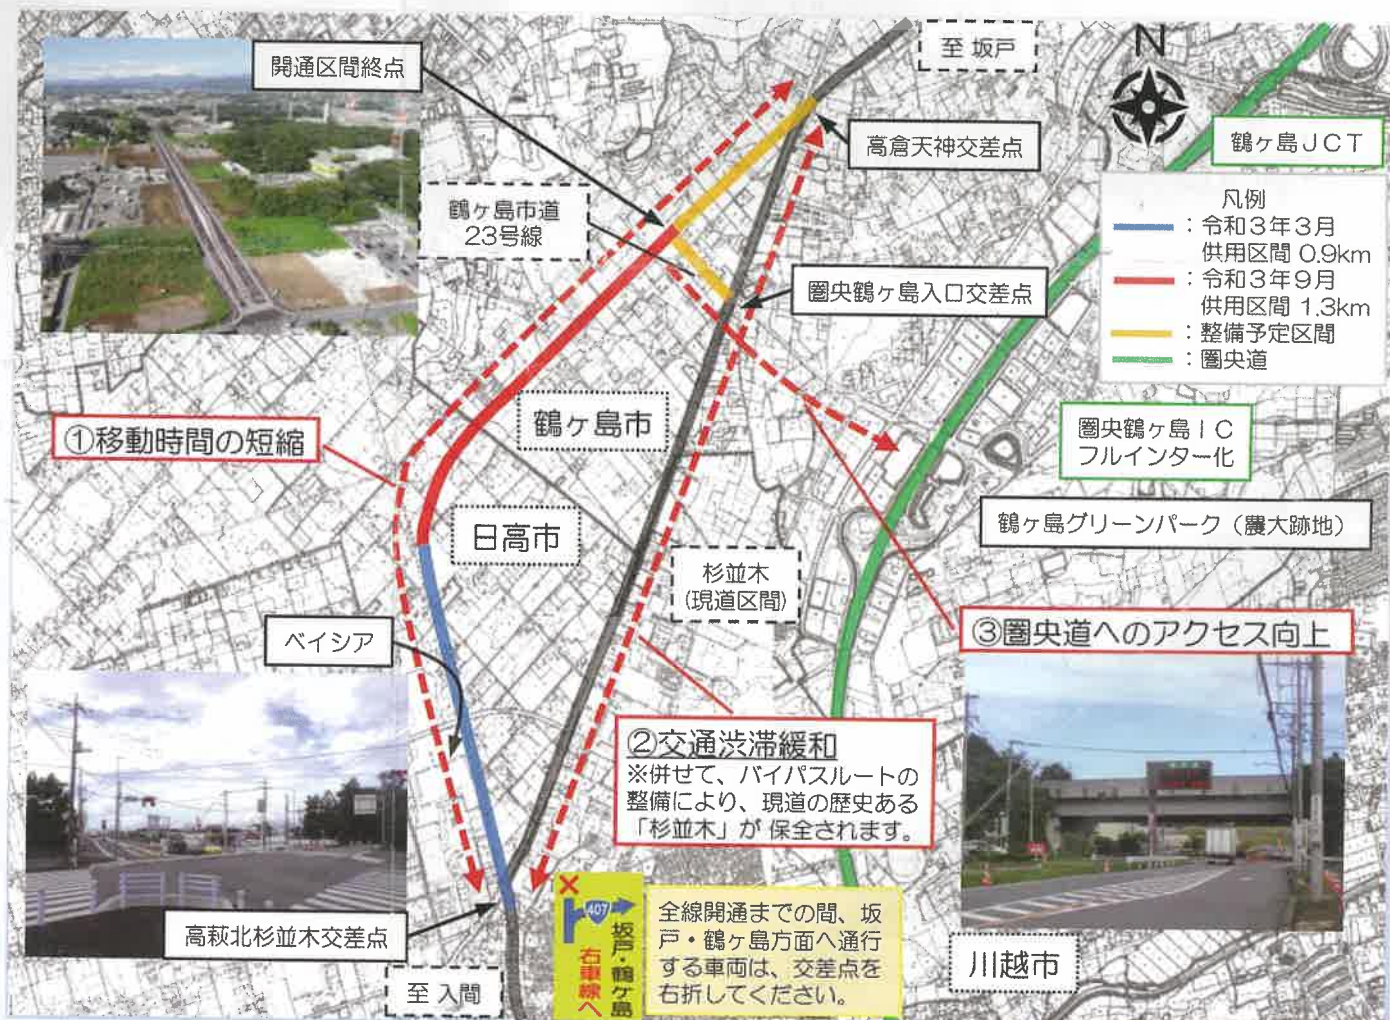 至 坂戸
N
開通区間終点
高倉天神交差点
鶴ヶ島JCT
鶴ヶ島市道
23号線
圏央鶴ヶ島入口交差点
凡例
：令和3年3月
供用区間 0.9km
：令和3年9月
供用区間 1.3km
：整備予定区間
：圏央道
①移動時間の短縮
鶴ヶ島市
圏央鶴ヶ島IC
フルインター化
日高市
鶴ヶ島グリーンパーク（農大跡地）
杉並木
(現道区間)
ベイシア
③圏央道へのアクセス向上
②交通渋滞緩和
※併せて、バイパスルートの
整備により、現道の歴史ある
「杉並木」が 保全されます。
高萩北杉並木交差点
407
坂戸・鶴ヶ島
右車線へ
全線開通までの間、坂
戸・鶴ヶ島方面へ通行
する車両は、交差点を
右折してください。
川越市
至 入間